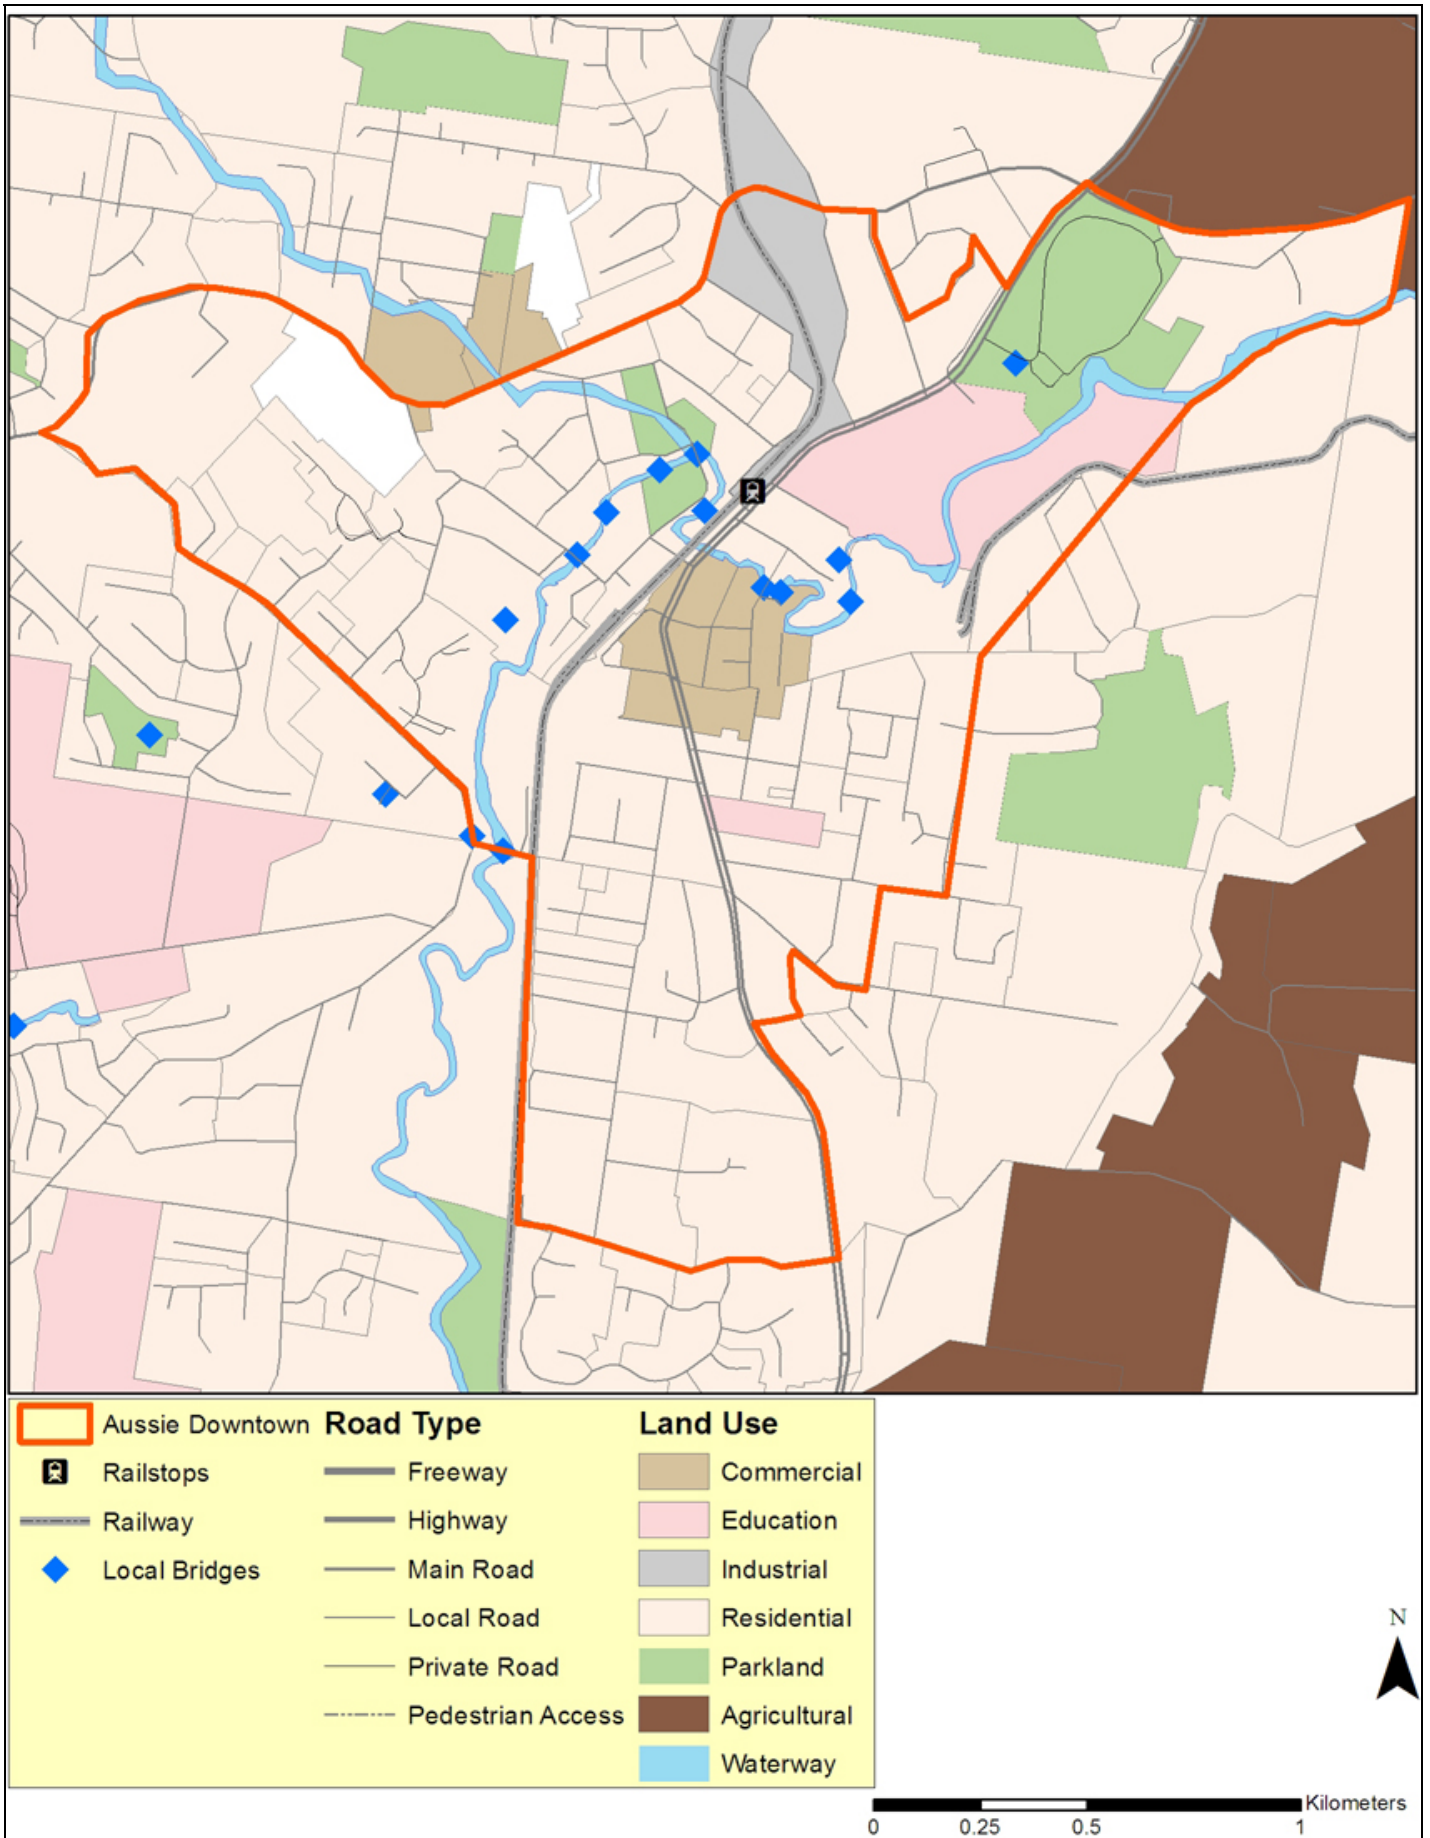 Aussie Downtown
Railstops
Railway
Local Bridges
Road Type
Freeway
Highway
Main Road
Local Road
Private Road
Pedestrian Access
Land Use
Commercial
Education
Industrial
Residential
Parkland
Agricultural
Waterway
N
Kilometers
0 0.25 0.5 1